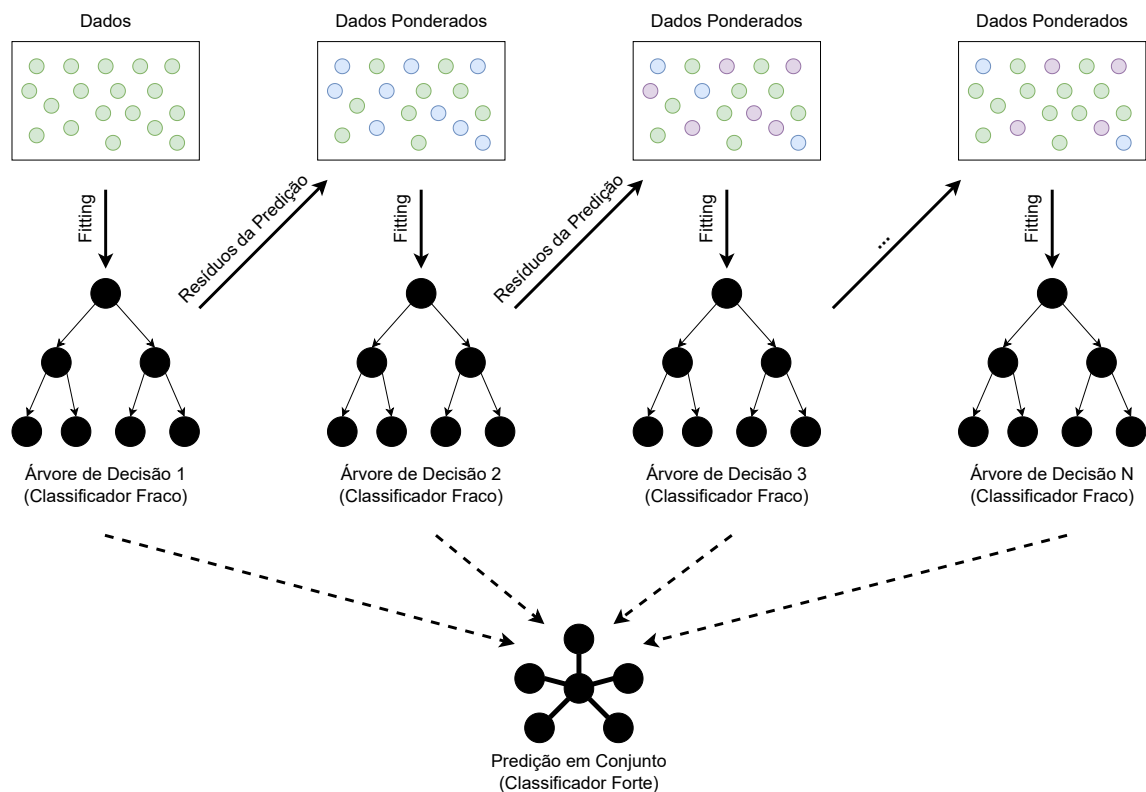 Dados
Dados Ponderados
Dados Ponderados
Dados Ponderados
Fitting
Resíduos da Predição
Fitting
Resíduos da Predição
Fitting
...
Fitting
Árvore de Decisão 1
(Classificador Fraco)
Árvore de Decisão 2
(Classificador Fraco)
Árvore de Decisão 3
(Classificador Fraco)
Árvore de Decisão N
(Classificador Fraco)
Predição em Conjunto
(Classificador Forte)